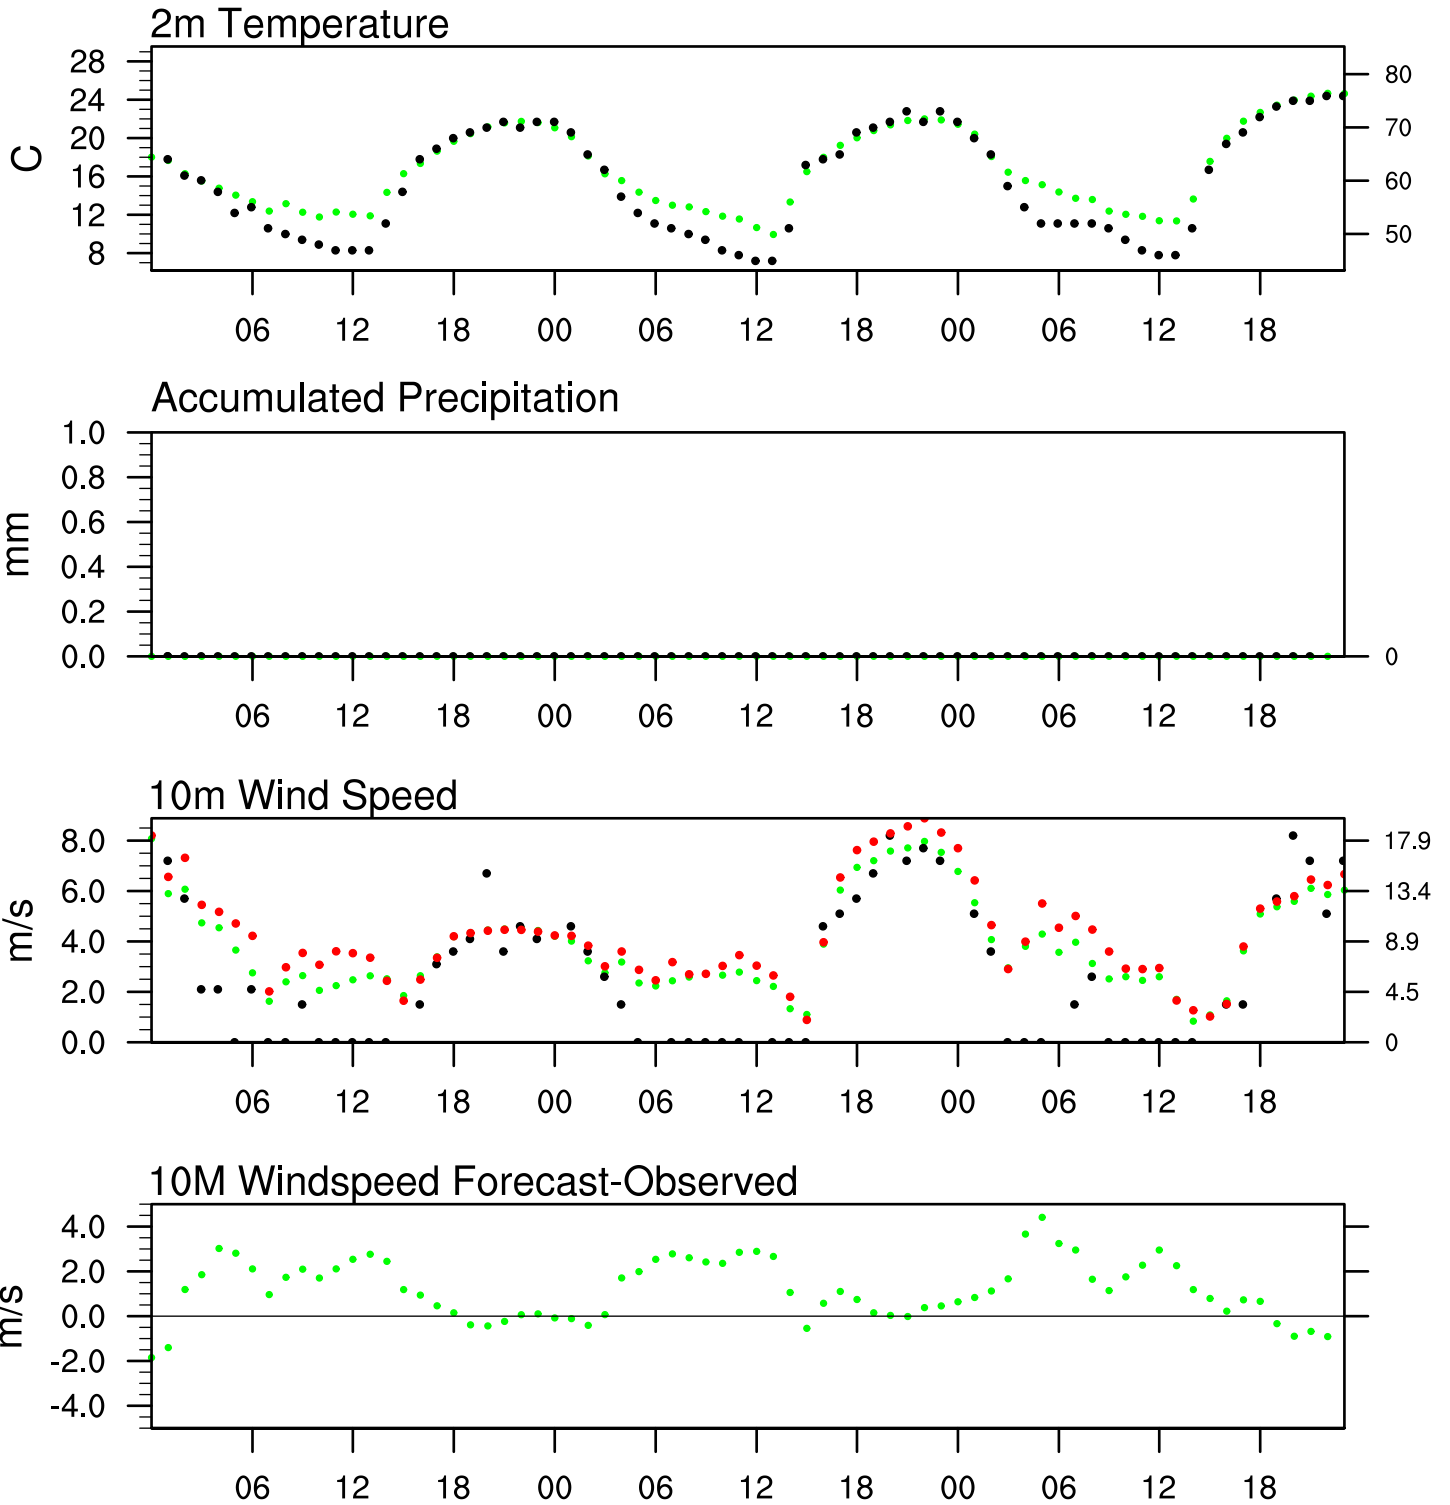 2m Temperature
28
24
20
16
12
8
C
80
70
60
50
06 12 18 00 06 12 18 00 06 12 18
Accumulated Precipitation
1.0
0.8
0.6
0.4
0.2
0.0
mm
0
06 12 18 00 06 12 18 00 06 12 18
10m Wind Speed
8.0
6.0
4.0
2.0
0.0
m/s
17.9
13.4
8.9
4.5
0
06 12 18 00 06 12 18 00 06 12 18
10M Windspeed Forecast-Observed
4.0
2.0
0.0
-2.0
-4.0
m/s
06 12 18 00 06 12 18 00 06 12 18